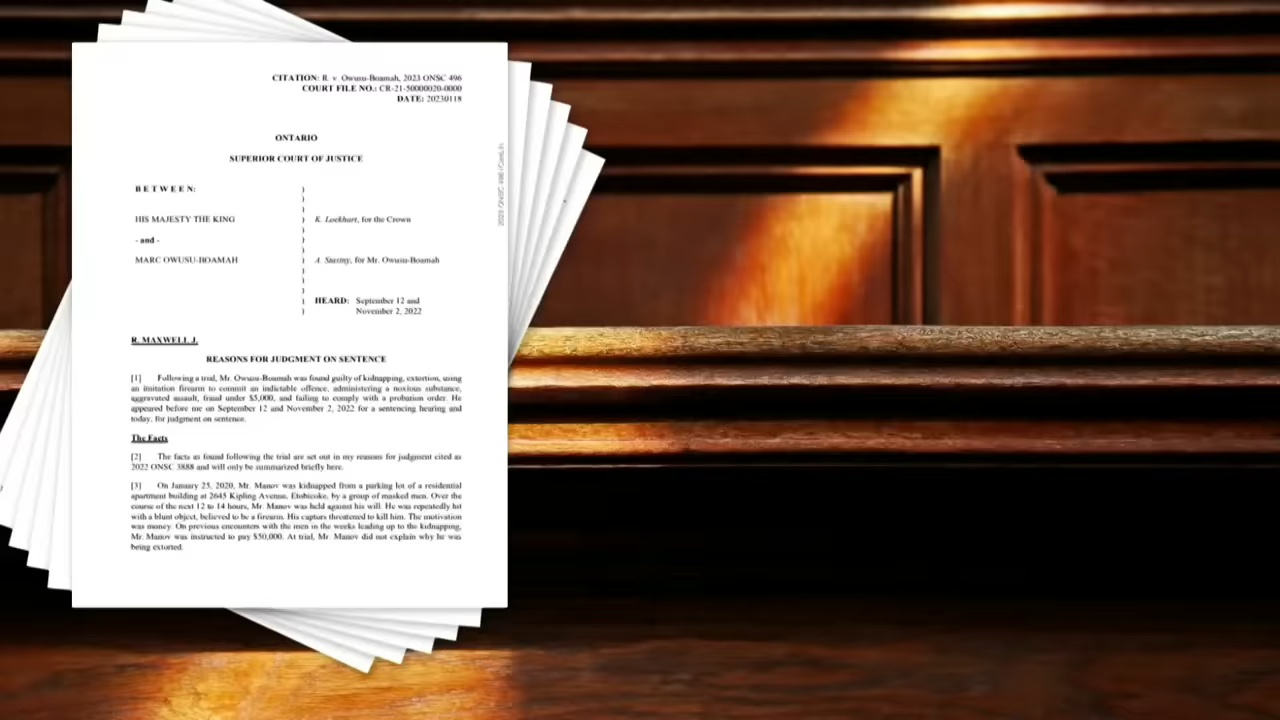 CITATION: R. v. Owusu-Boamah, 2023 ONSC 496
COURT FILE NO.: CR-21-50000020-0000
DATE: 20230118
ONTARIO
SUPERIOR COURT OF JUSTICE
B E T W E E N:
HIS MAJESTY THE KING
K. Lockhart, for the Crown
- and -
MARC OWUSU-BOAMAH
for Mr. Owusu-Boamah
HEARD: September 12 and
November 2, 2022
R. MAXWELL J.
REASONS FOR JUDGMENT ON SENTENCE
[1] Following a trial, Mr. Owusu-Boamah was found guilty of kidnapping, extortion, using
an imitation firearm to commit an indictable offence, administering a noxious substance,
aggravated assault, fraud under $5,000, and failing to comply with a probation order. He
appeared before me on September 12 and November 2, 2022 for a sentencing hearing and
today, for judgment on sentence.
The Facts
[2] The facts as found following the trial are set out in my reasons for judgment cited as
2022 ONSC 3888 and will only be summarized briefly here.
[3] On January 25, 2020, Mr. Manov was kidnapped from a parking lot of a residential
apartment building at 2645 Kipling Avenue, Etobicoke, by a group of masked men. Over the
course of the next 12 to 14 hours, Mr. Manov was held against his will. He was repeatedly hit
with a blunt object, believed to be a firearm. His captors threatened to kill him. The motivation
was money. On previous encounters with the men in the weeks leading up to the kidnapping,
Mr. Manov was instructed to pay $50,000. At trial, Mr. Manov did not explain why he was
being extorted.
2023 ONSC 496 (CanLII)